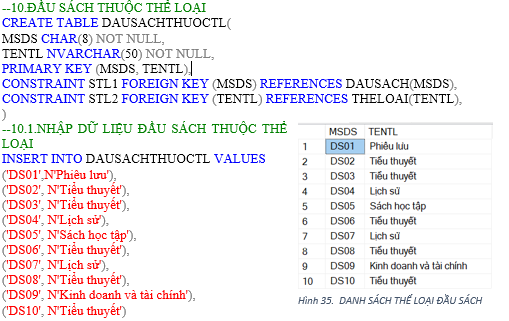 --10.ĐẦU SÁCH THUỘC THỂ LOẠI
CREATE TABLE DAUSACHTHUOCTL(
MSDS CHAR(8) NOT NULL,
TENTL NVARCHAR(50) NOT NULL,
PRIMARY KEY (MSDS, TENTL),
CONSTRAINT STL1 FOREIGN KEY (MSDS) REFERENCES DAUSACH(MSDS),
CONSTRAINT STL2 FOREIGN KEY (TENTL) REFERENCES THELOAI(TENTL),
)
--10.1.NHẬP DỮ LIỆU ĐẦU SÁCH THUỘC THỂ
LOẠI
INSERT INTO DAUSACHTHUOCTL VALUES
('DS01',N'Phiêu lưu'),
('DS02', N'Tiểu thuyết'),
('DS03', N'Tiểu thuyết'),
('DS04', N'Lịch sử'),
('DS05', N'Sách học tập'),
('DS06', N'Tiểu thuyết'),
('DS07', N'Lịch sử'),
('DS08', N'Tiểu thuyết'),
('DS09', N'Kinh doanh và tài chính'),
('DS10', N'Tiểu thuyết')
MSDS TENTL
1 DS01 Phiêu lưu
2 DS02 Tiểu thuyết
3 DS03 Tiểu thuyết
4 DS04 Lịch sử
5 DS05 Sách học tập
6 DS06 Tiểu thuyết
7 DS07 Lịch sử
8 DS08 Tiểu thuyết
9 DS09 Kinh doanh và tài chính
10 DS10 Tiểu thuyết
Hình 35. DANH SÁCH THỂ LOẠI ĐẦU SÁCH